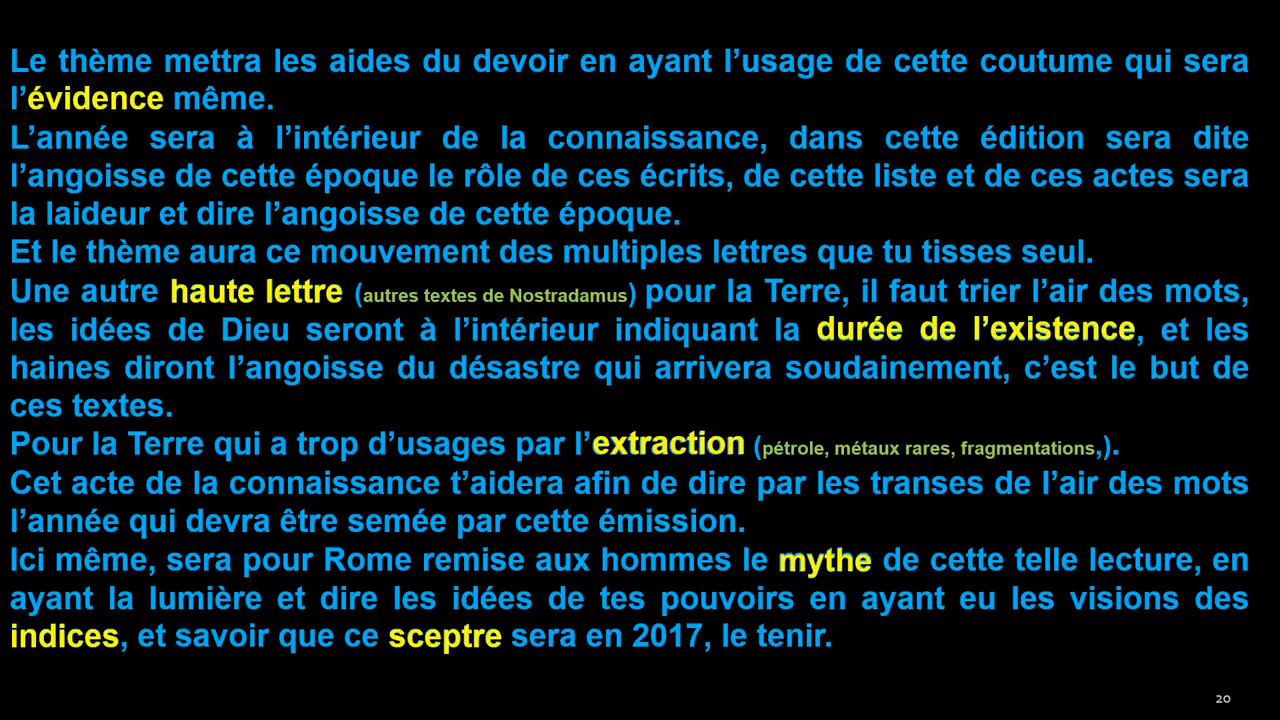 Le thème mettra les aides du devoir en ayant l’usage de cette coutume qui sera
l’évidence même.
L’année sera à l’intérieur de la connaissance, dans cette édition sera dite
l’angoisse de cette époque le rôle de ces écrits, de cette liste et de ces actes sera
la laideur et dire l’angoisse de cette époque.
Et le thème aura ce mouvement des multiples lettres que tu tisses seul.
Une autre haute lettre (autres textes de Nostradamus) pour la Terre, il faut trier l’air des mots,
les idées de Dieu seront à l’intérieur indiquant la durée de l’existence, et les
haines diront l’angoisse du désastre qui arrivera soudainement, c’est le but de
ces textes.
Pour la Terre qui a trop d’usages par l’extraction (pétrole, métaux rares, fragmentations,).
Cet acte de la connaissance t’aidera afin de dire par les transes de l’air des mots
l’année qui devra être semée par cette émission.
Ici même, sera pour Rome remise aux hommes le mythe de cette telle lecture, en
ayant la lumière et dire les idées de tes pouvoirs en ayant eu les visions des
indices, et savoir que ce sceptre sera en 2017, le tenir.
20